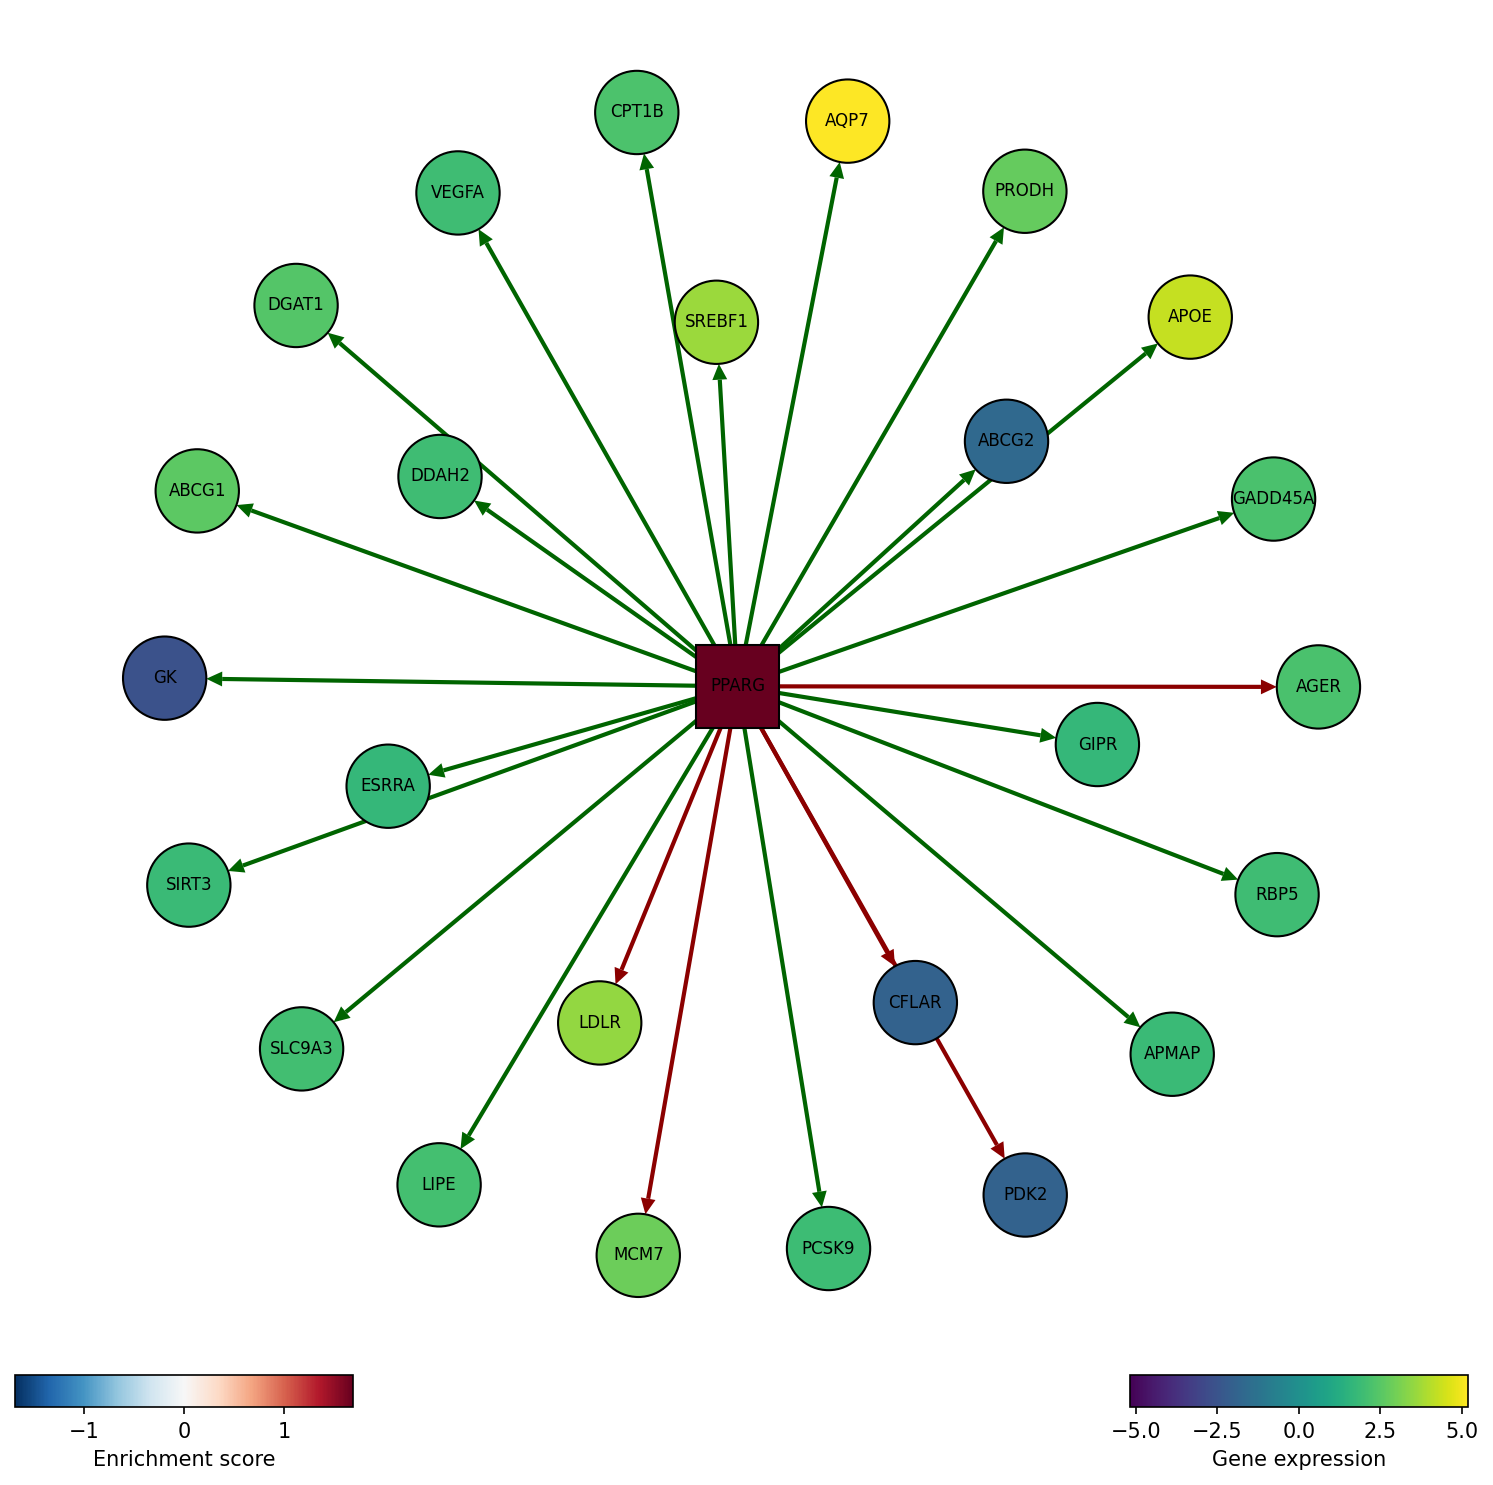 CPT1B
AQP7
VEGFA
PRODH
DGAT1
SREBF1
APOE
ABCG2
DDAH2
ABCG1
GADD45A
GK
PPARG
AGER
GIPR
ESRRA
SIRT3
RBP5
CFLAR
LDLR
SLC9A3
APMAP
LIPE
PDK2
MCM7
PCSK9
−1 0 1
Enrichment score
−5.0 −2.5 0.0 2.5 5.0
Gene expression